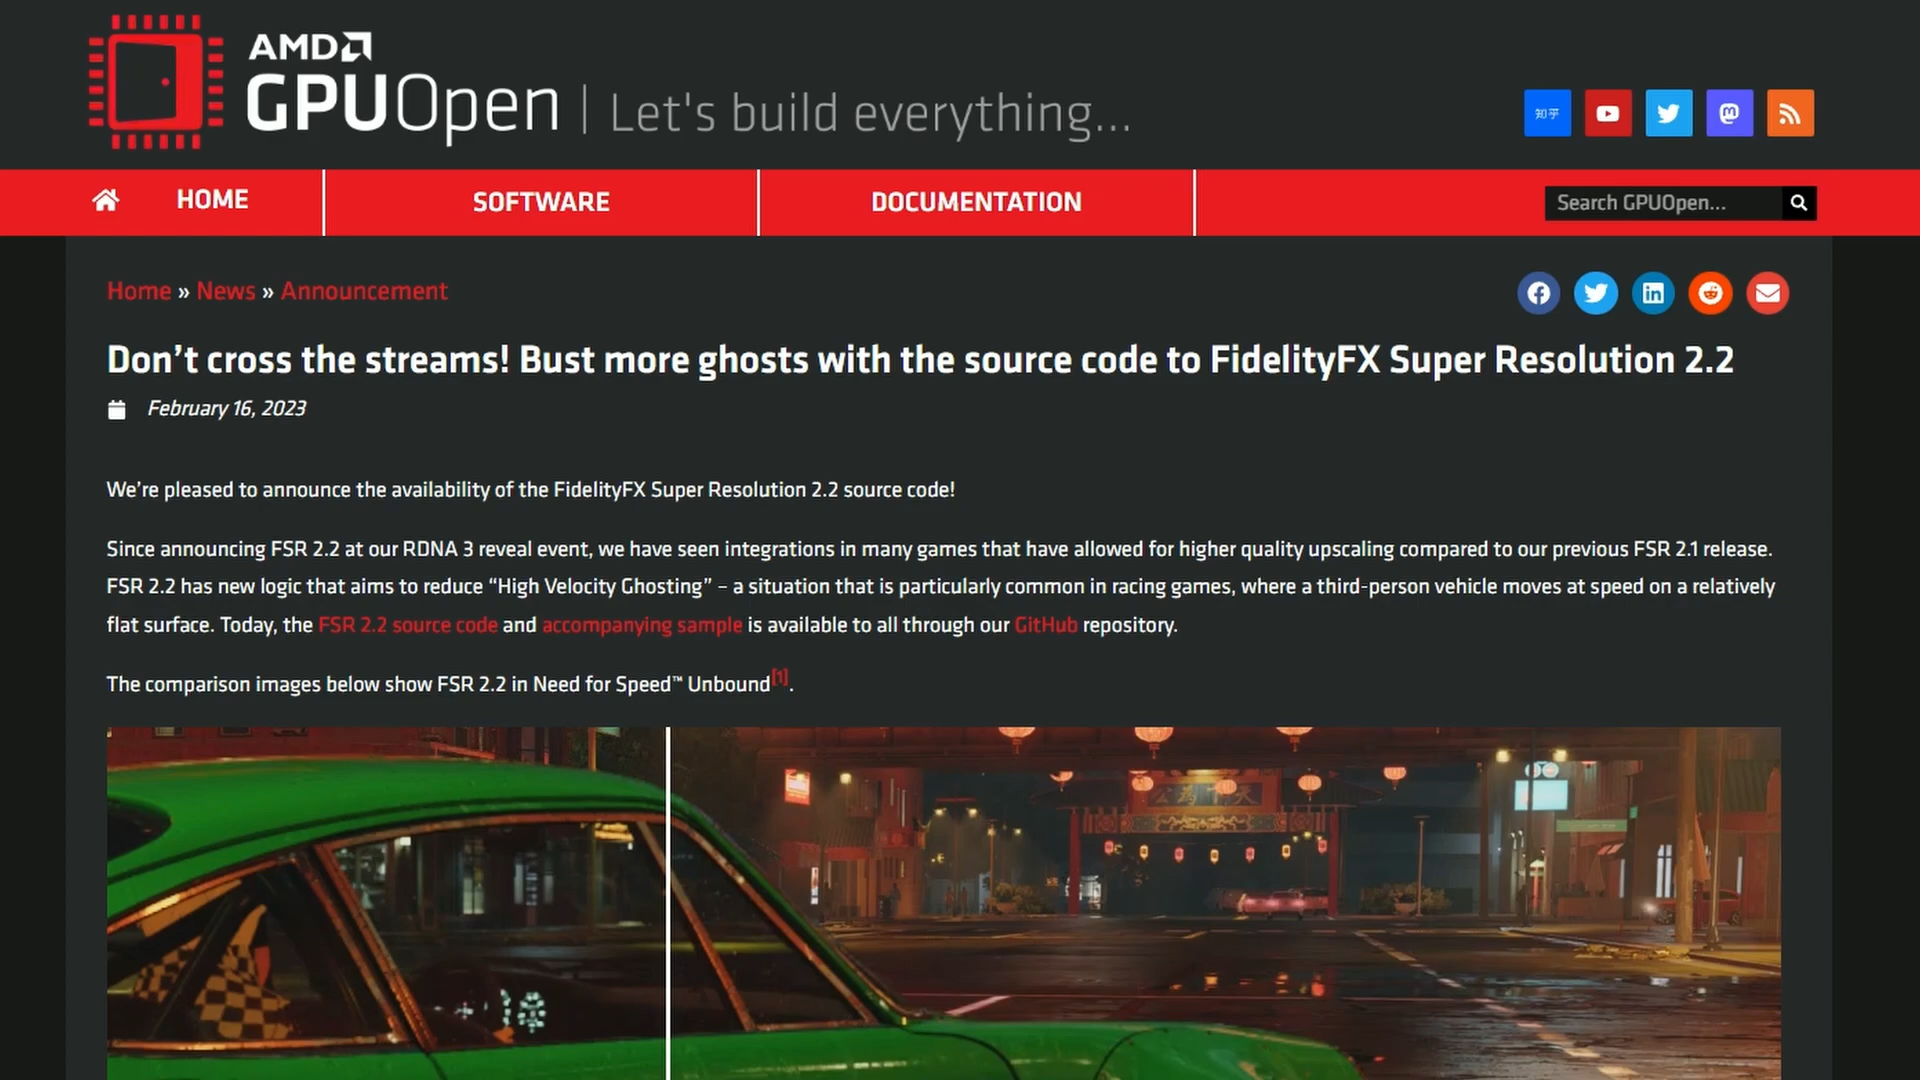 AMD
GPUOpen | Let's build everything...
知乎
HOME
SOFTWARE
DOCUMENTATION
Search GPUOpen...
Home » News » Announcement
Don’t cross the streams! Bust more ghosts with the source code to FidelityFX Super Resolution 2.2
February 16, 2023
We’re pleased to announce the availability of the FidelityFX Super Resolution 2.2 source code!
Since announcing FSR 2.2 at our RDNA 3 reveal event, we have seen integrations in many games that have allowed for higher quality upscaling compared to our previous FSR 2.1 release.
FSR 2.2 has new logic that aims to reduce “High Velocity Ghosting” – a situation that is particularly common in racing games, where a third-person vehicle moves at speed on a relatively
flat surface. Today, the FSR 2.2 source code and accompanying sample is available to all through our GitHub repository.
The comparison images below show FSR 2.2 in Need for Speed™ Unbound[1].